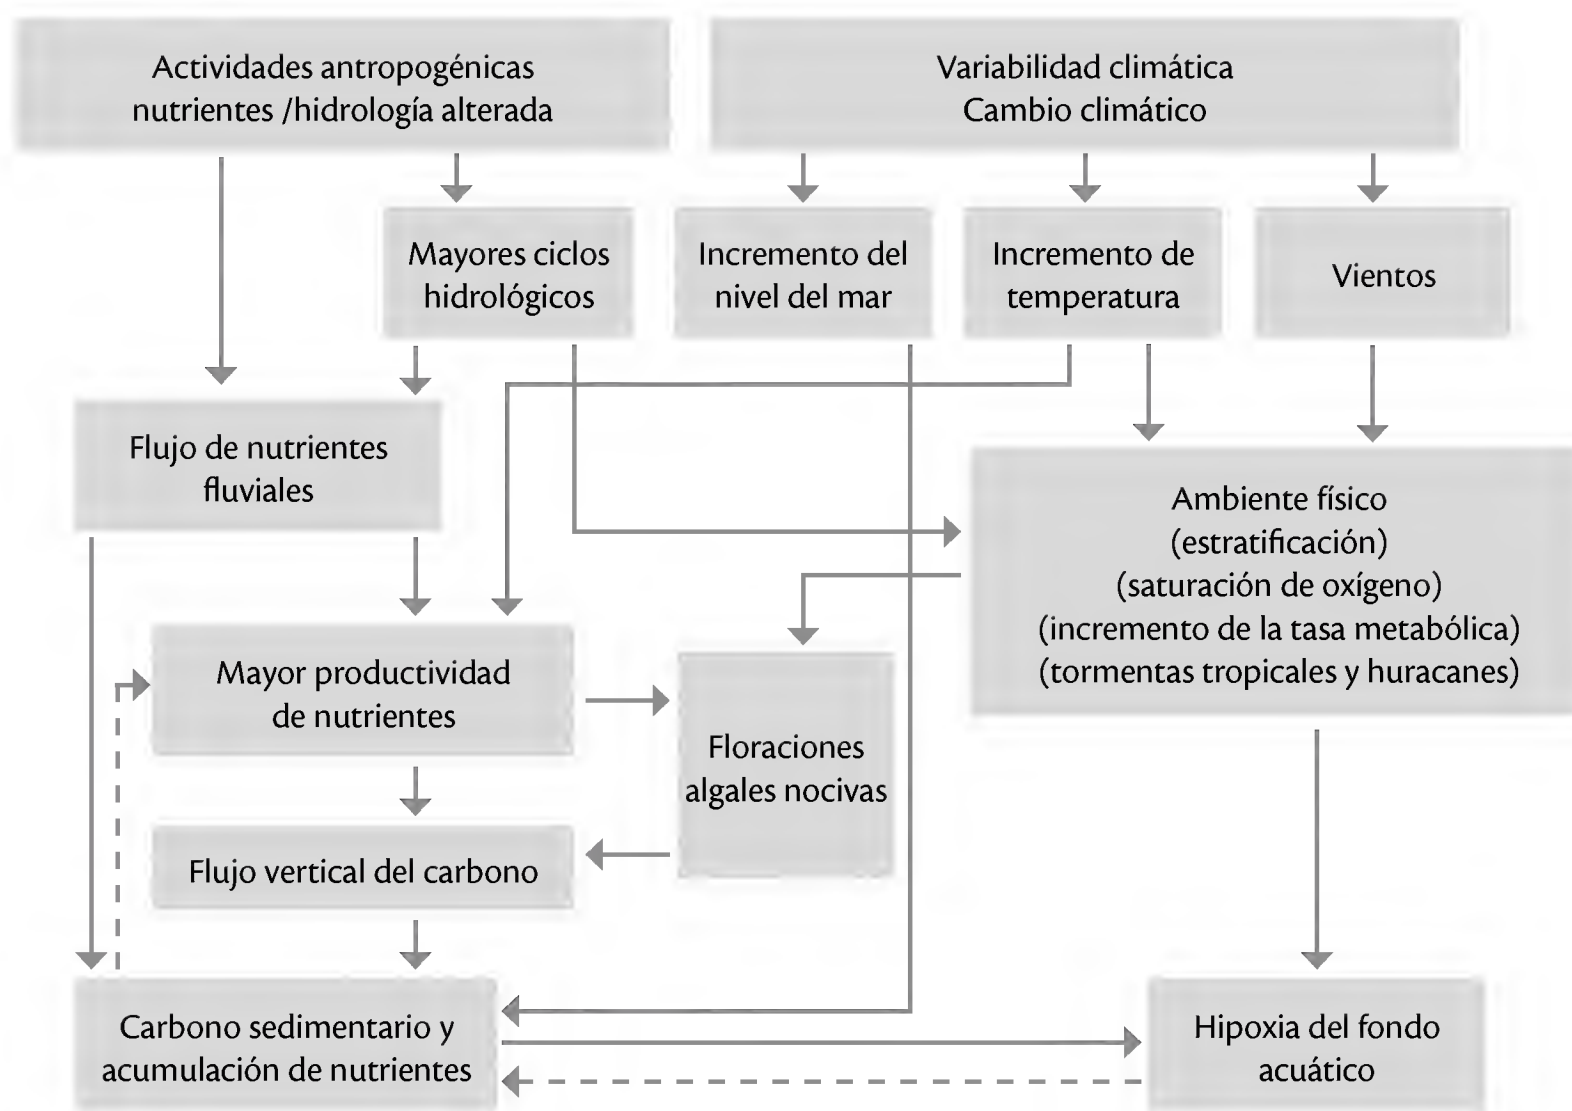 Actividades antropogénicas
nutrientes /hidrología alterada
Variabilidad climática
Cambio climático
Mayores ciclos
hidrológicos
Incremento del
nivel del mar
Incremento de
temperatura
Vientos
Flujo de nutrientes
fluviales
Ambiente físico
(estratificación)
(saturación de oxígeno)
(incremento de la tasa metabólica)
(tormentas tropicales y huracanes)
Mayor productividad
de nutrientes
Floraciones
algales nocivas
Flujo vertical del carbono
Carbono sedimentario y
acumulación de nutrientes
Hipoxia del fondo
acuático